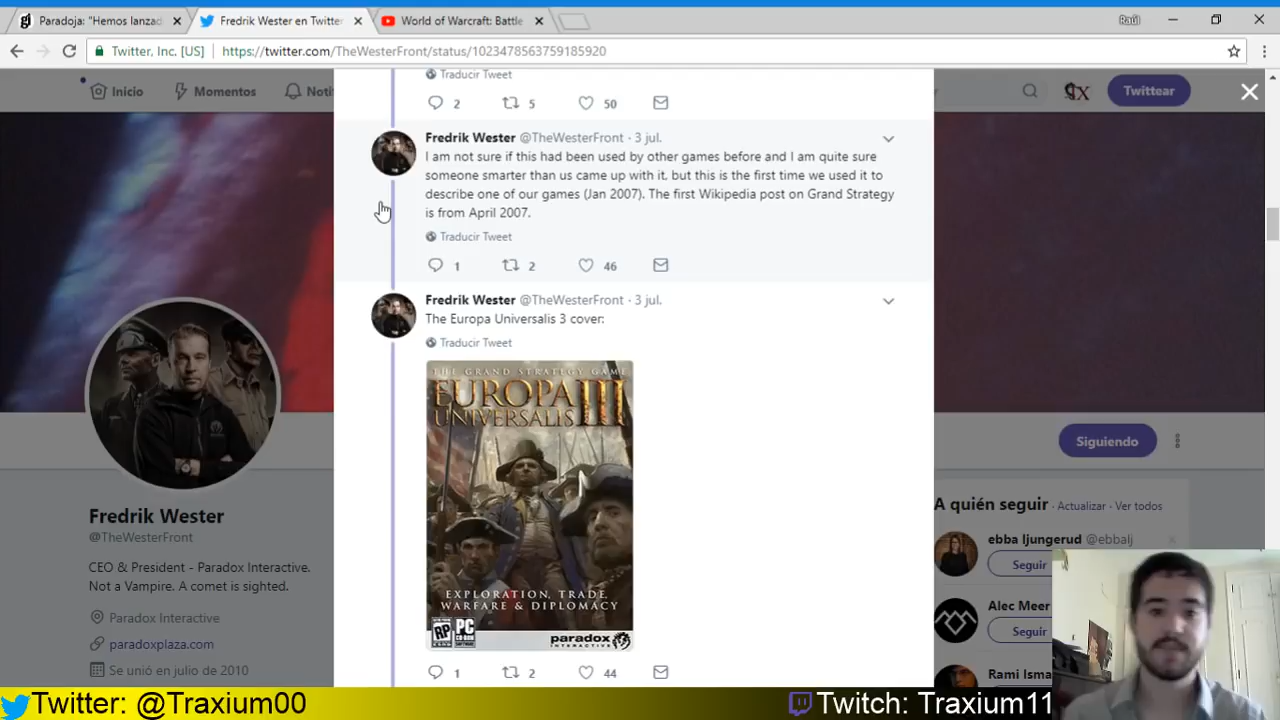 Paradoja: "Hemos lanzad
Fredrik Wester en Twitter
World of Warcraft: Battle
Raúl
Twitter, Inc. [US]
https://twitter.com/TheWesterFront/status/1023478563759185920
Inicio
Momentos
Noti
Twittear
Traducir Tweet
2
5
50
Fredrik Wester @TheWesterFront · 3 jul.
I am not sure if this had been used by other games before and I am quite sure
someone smarter than us came up with it, but this is the first time we used it to
describe one of our games (Jan 2007). The first Wikipedia post on Grand Strategy
is from April 2007.
Traducir Tweet
1
2
46
Fredrik Wester @TheWesterFront · 3 jul.
The Europa Universalis 3 cover:
Traducir Tweet
THE GRAND STRATEGY GAME
EUROPA III
UNIVERSALIS
EXPLORATION, TRADE,
WARFARE & DIPLOMACY
RP
PC
CD-ROM
paradox
INTERACTIVE
1
2
44
Fredrik Wester
@TheWesterFront
CEO & President - Paradox Interactive.
Not a Vampire. A comet is sighted.
Paradox Interactive
paradoxplaza.com
Se unió en julio de 2010
Siguiendo
A quién seguir · Actualizar · Ver todos
ebba ljungerud @ebbalj
Seguir
Alec Meer
Seguir
Rami Isma
Twitter: @Traxium00
Twitch: Traxium11